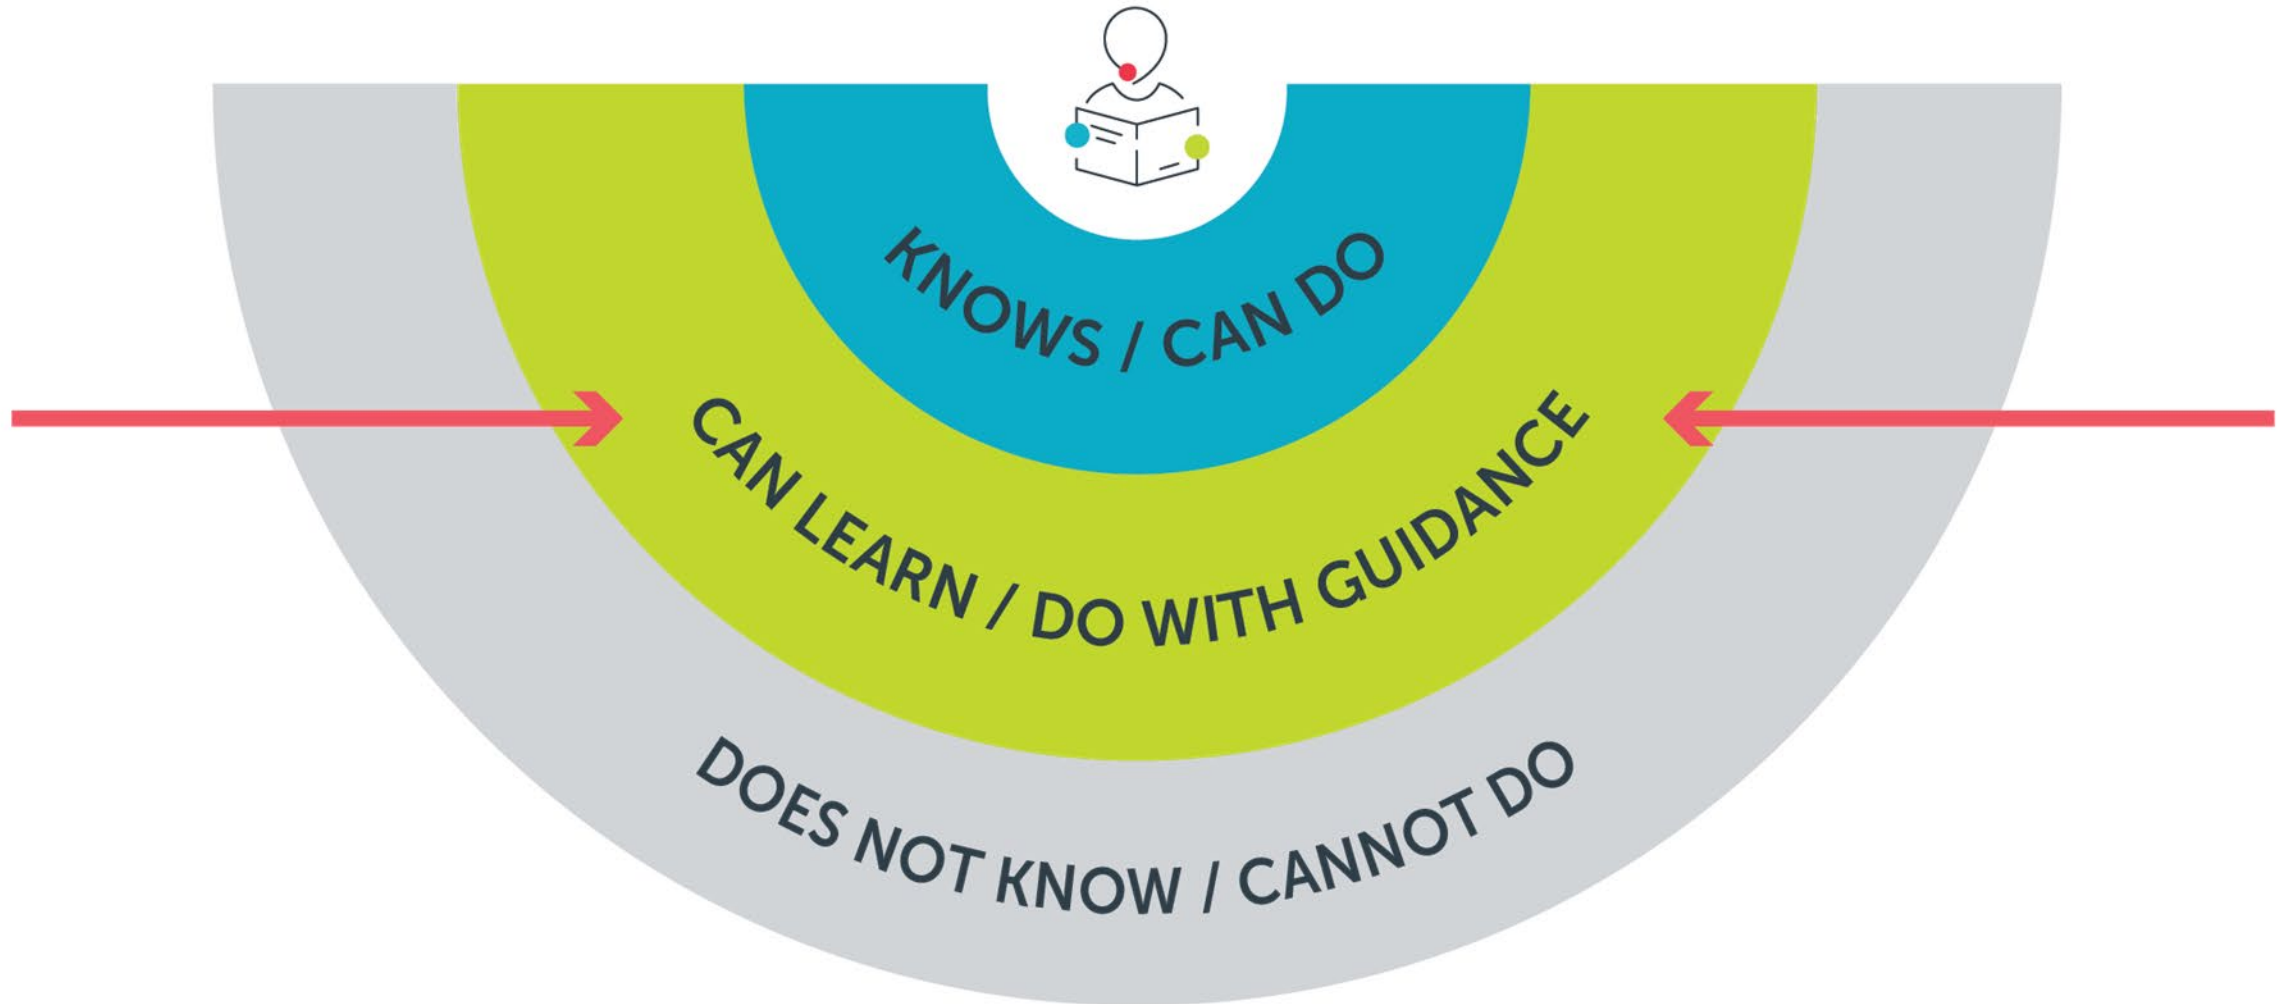 KNOWS / CAN DO
CAN LEARN / DO WITH GUIDANCE
DOES NOT KNOW / CANNOT DO